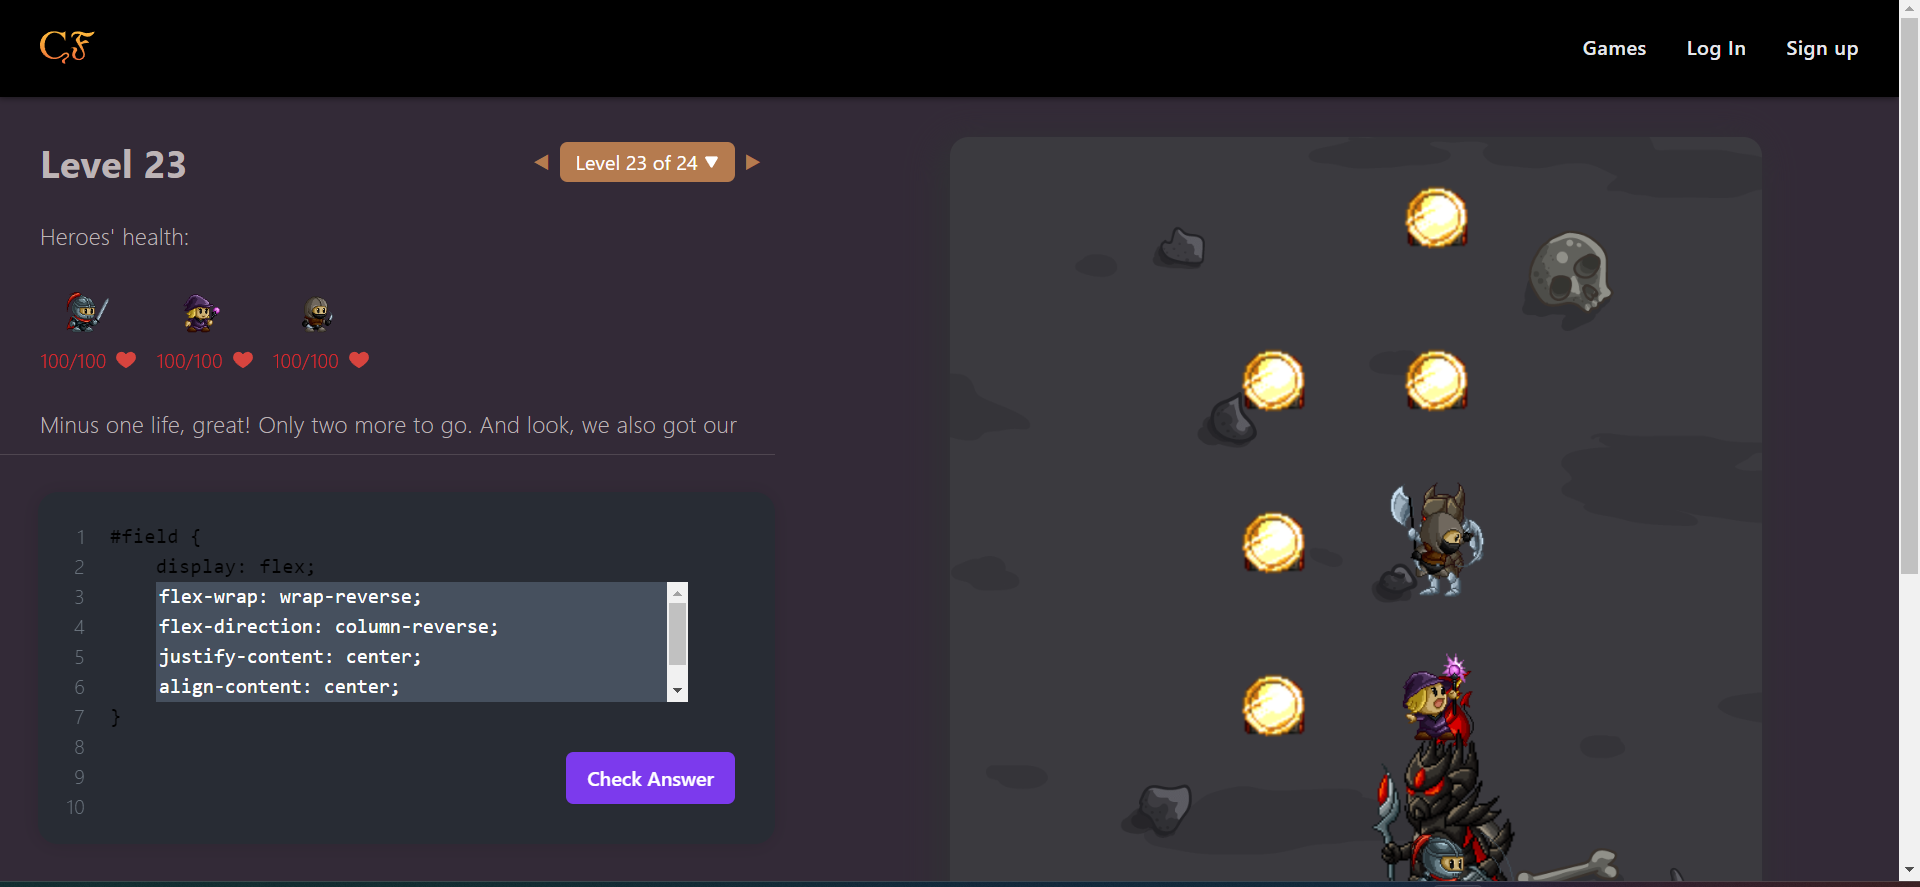 CF
Games
Log In
Sign up
Level 23
Level 23 of 24 ▼
Heroes' health:
100/100
100/100
100/100
Minus one life, great! Only two more to go. And look, we also got our
1 #field {
2 display: flex;
3 flex-wrap: wrap-reverse;
4 flex-direction: column-reverse;
5 justify-content: center;
6 align-content: center;
7 }
8
9
10
Check Answer